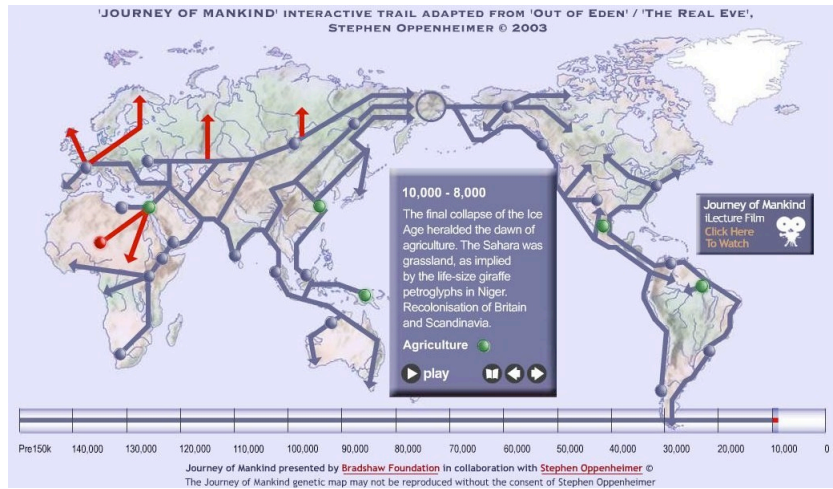 'JOURNEY OF MANKIND' INTERACTIVE TRAIL ADAPTED FROM 'OUT OF EDEN' / 'THE REAL EVE',
STEPHEN OPPENHEIMER © 2003
10,000 - 8,000
The final collapse of the Ice
Age heralded the dawn of
agriculture. The Sahara was
grassland, as implied
by the life-size giraffe
petroglyphs in Niger.
Recolonisation of Britain
and Scandinavia.
Agriculture
play
Journey of Mankind
iLecture Film
Click Here
To Watch
Pre150k 140,000 130,000 120,000 110,000 100,000 90,000 80,000 70,000 60,000 50,000 40,000 30,000 20,000 10,000 0
Journey of Mankind presented by Bradshaw Foundation in collaboration with Stephen Oppenheimer ©
The Journey of Mankind genetic map may not be reproduced without the consent of Stephen Oppenheimer